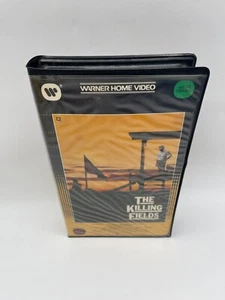 WARNER HOME VIDEO
THE
KILLING
FIELDS